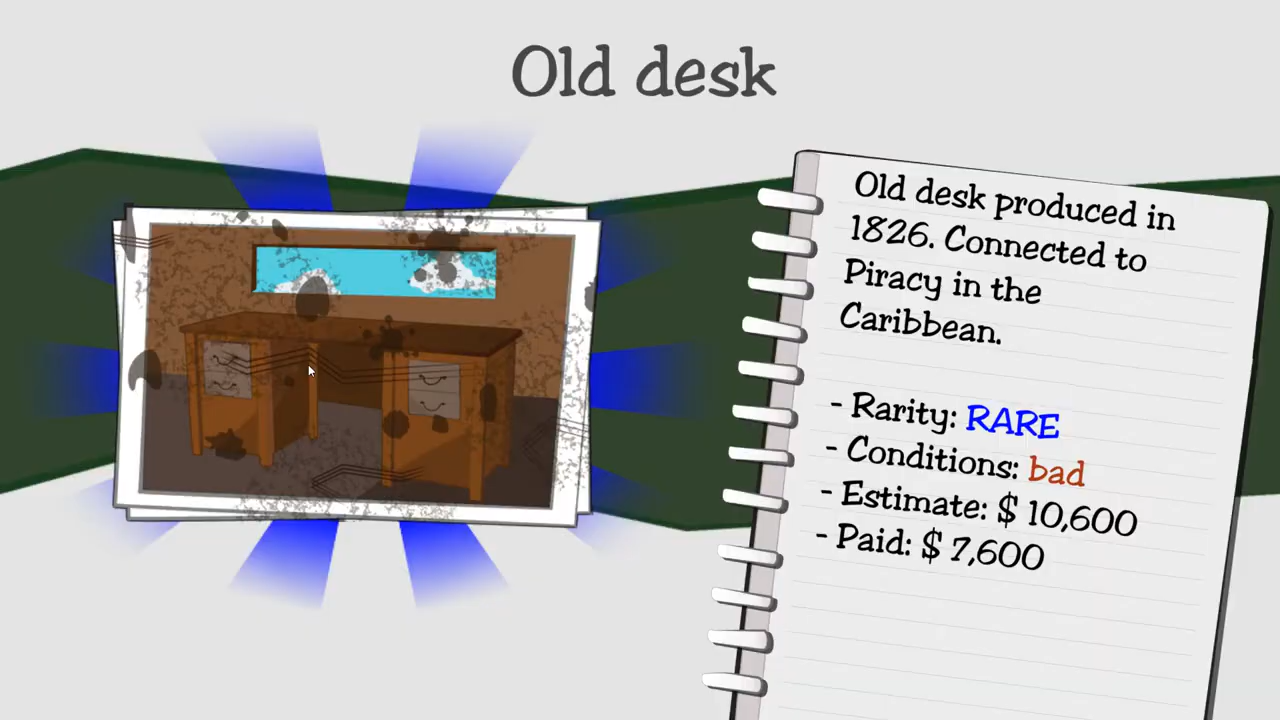 Old desk
Old desk produced in
1826. Connected to
Piracy in the
Caribbean.
- Rarity: RARE
- Conditions: bad
- Estimate: $ 10,600
- Paid: $ 7,600